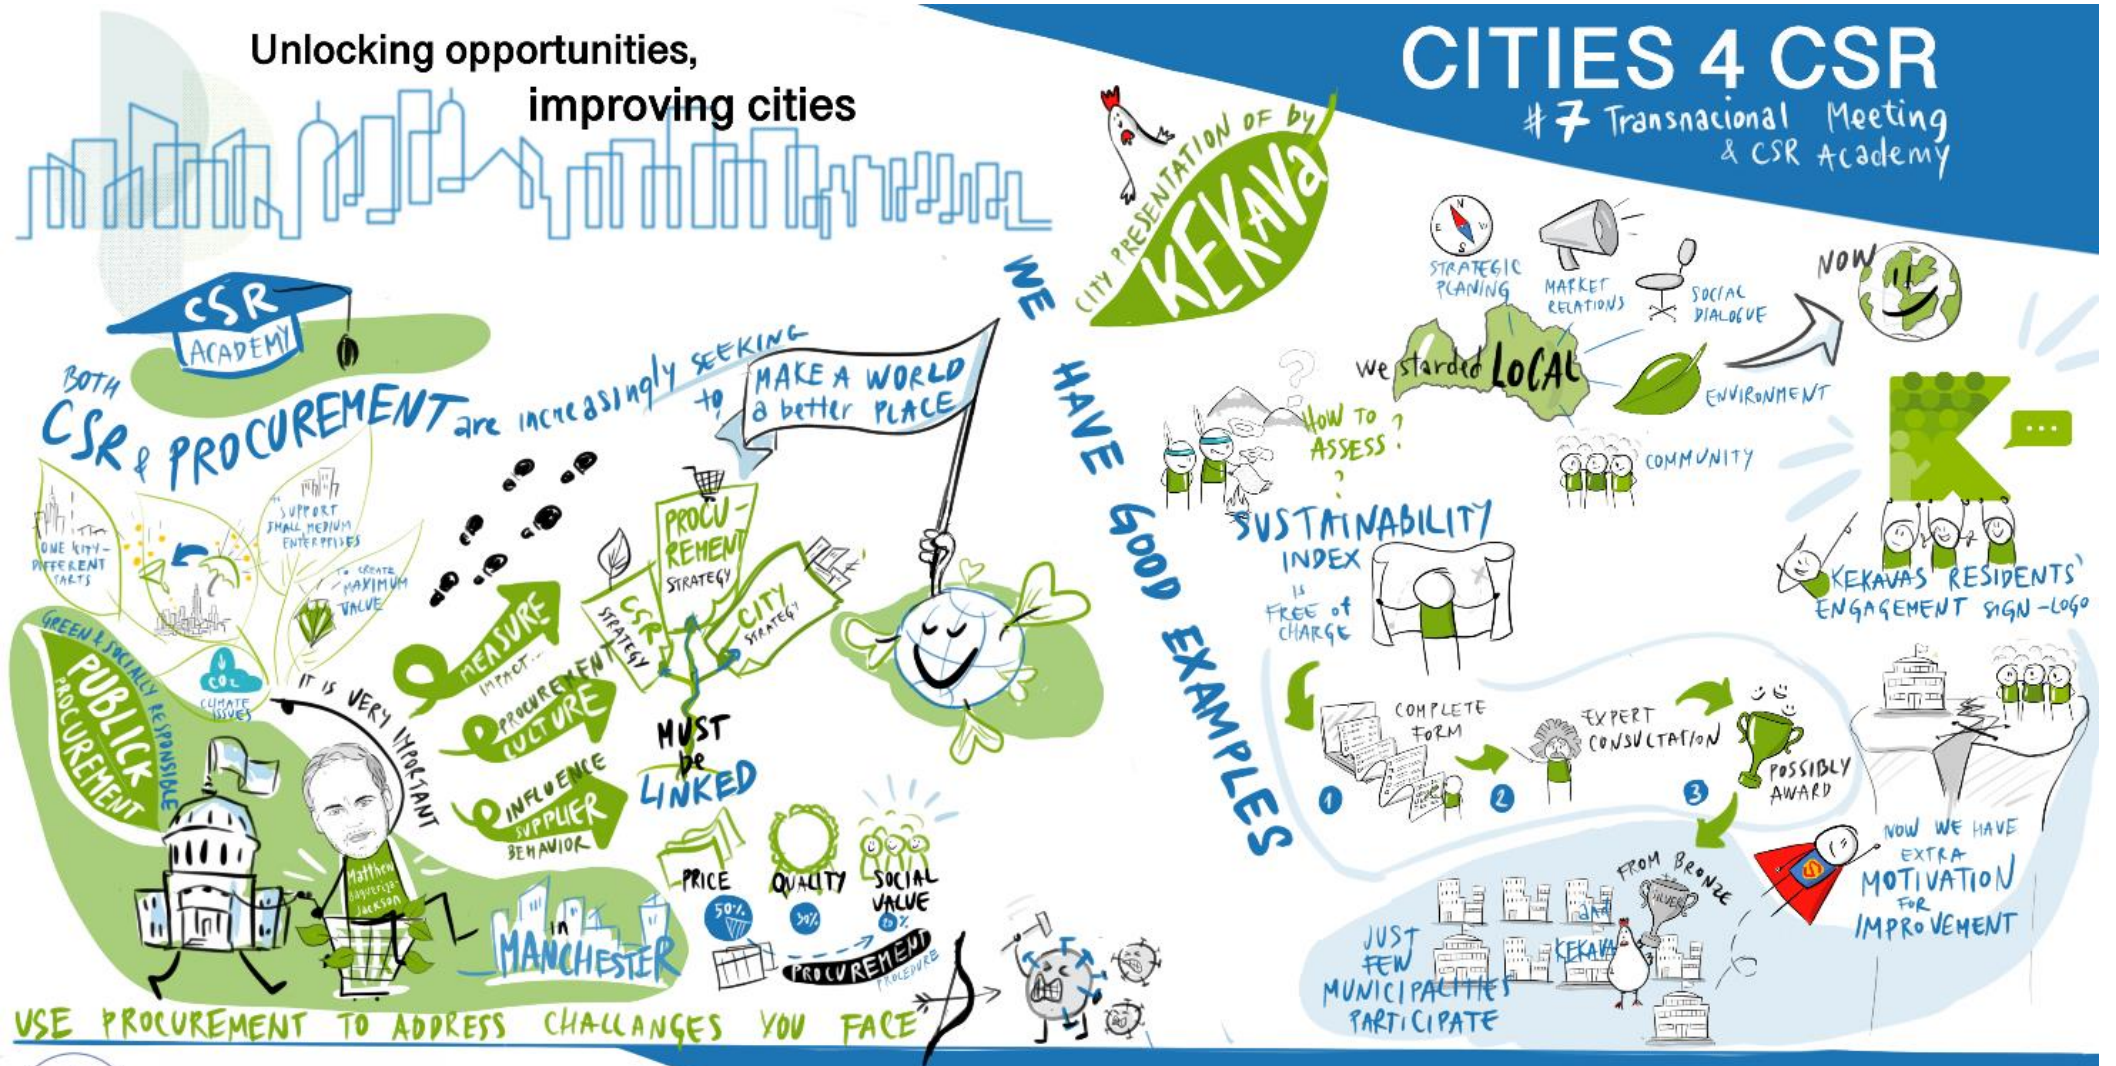 Unlocking opportunities,
improving cities
CITIES 4 CSR
# 7 Transnacional Meeting
& CSR Academy
CSR
ACADEMY
BOTH
CSR & PROCUREMENT are increasingly SEEKING
to
MAKE A WORLD
a better PLACE
ONE CITY-
DIFFERENT
PARTS
TO
SUPPORT
SMALL MEDIUM
ENTERPRISES
TO CREATE
MAXIMUM
VALUE
CO2
CLIMATE
ISSUES
GREEN & SOCIALLY RESPONSIBLE
PUBLICK
PROCUREMENT
IT IS VERY IMPORTANT
Matthew
Jackson
MEASURE
IMPACT...
PROCUREMENT
CULTURE
INFLUENCE
SUPPLIER
BEHAVIOR
PROCU-
REMENT
STRATEGY
CSR
STRATEGY
CITY
STRATEGY
MUST
be
LINKED
in
MANCHESTER
PRICE
50%
QUALITY
30%
SOCIAL
VALUE
PROCUREMENT
PROCEDURE
USE PROCUREMENT TO ADDRESS CHALLANGES YOU FACE
WE HAVE GOOD EXAMPLES
CITY PRESENTATION OF by
KEKAVa
N
E
W
S
STRATEGIC
PLANING
MARKET
RELATIONS
SOCIAL
DIALOGUE
NOW
we starded LOCAL
ENVIRONMENT
COMMUNITY
HOW TO
ASSESS?
?
SUSTAINABILITY
INDEX
IS
FREE of
CHARGE
K
KEKAVAS RESIDENTS'
ENGAGEMENT SIGN-LOGO
1
COMPLETE
FORM
2
EXPERT
CONSULTATION
3
POSSIBLY
AWARD
FROM BRONZE
SILVER
and
KEKAVA
JUST
FEW
MUNICIPALITIES
PARTICIPATE
S
NOW WE HAVE
EXTRA
MOTIVATION
FOR
IMPROVEMENT